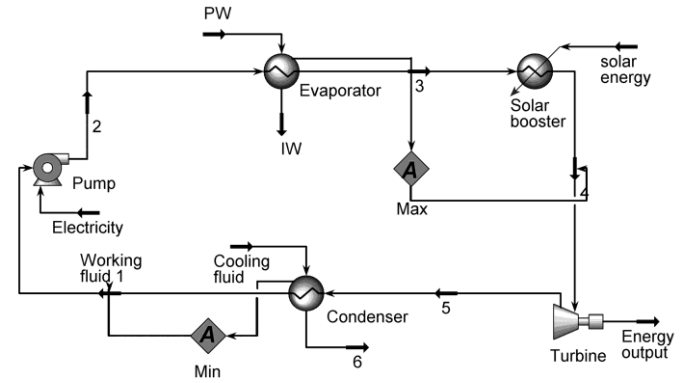 PW
solar
energy
Evaporator
3
Solar
booster
2
IW
A
Pump
4
Max
Electricity
Working
fluid 1
Cooling
fluid
5
Condenser
A
Energy
output
Turbine
6
Min